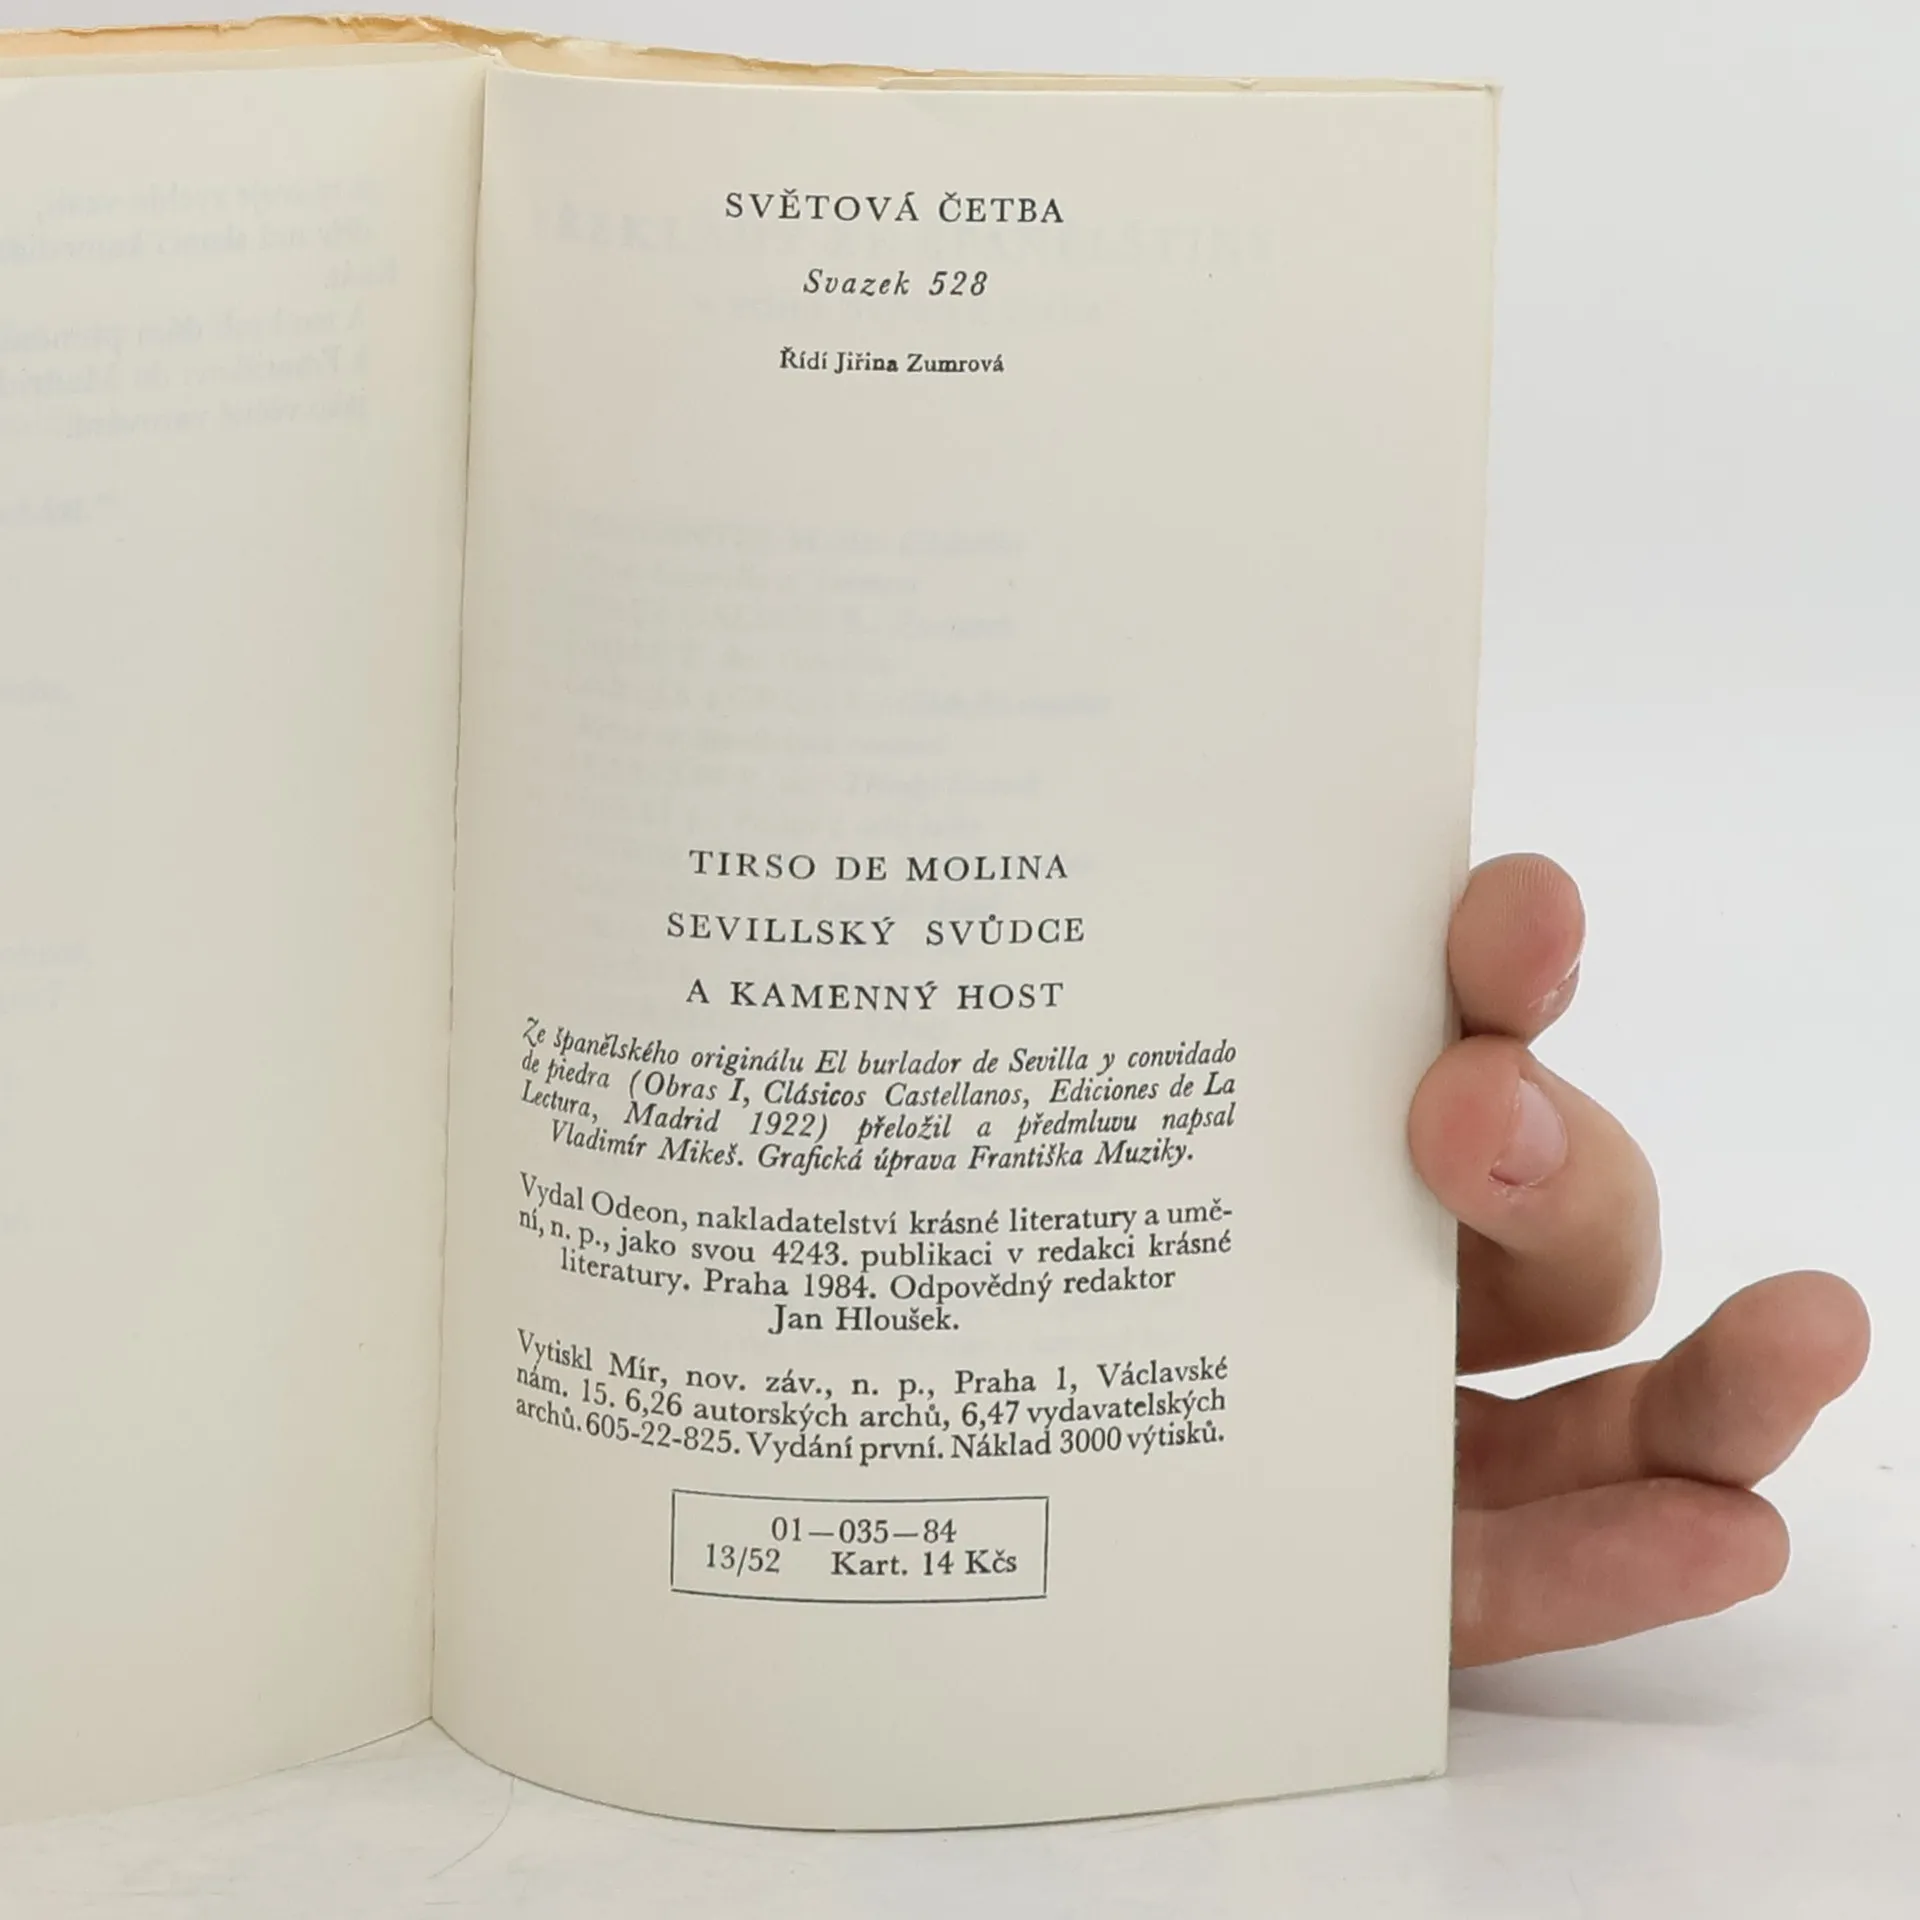 SVĚTOVÁ ČETBA
Svazek 528
Řídí Jiřina Zumrová
TIRSO DE MOLINA
SEVILLSKÝ SVŮDCE
A KAMENNÝ HOST
Ze španělského originálu El burlador de Sevilla y convidado
de piedra (Obras I, Clásicos Castellanos, Ediciones de La
Lectura, Madrid 1922) přeložil a předmluvu napsal
Vladimír Mikeš. Grafická úprava Františka Muziky.
Vydal Odeon, nakladatelství krásné literatury a umě-
ní, n. p., jako svou 4243. publikaci v redakci krásné
literatury. Praha 1984. Odpovědný redaktor
Jan Hloušek.
Vytiskl Mír, nov. záv., n. p., Praha 1, Václavské
nám. 15. 6,26 autorských archů, 6,47 vydavatelských
archů. 605-22-825. Vydání první. Náklad 3000 výtisků.
01—035—84
13/52 Kart. 14 Kčs